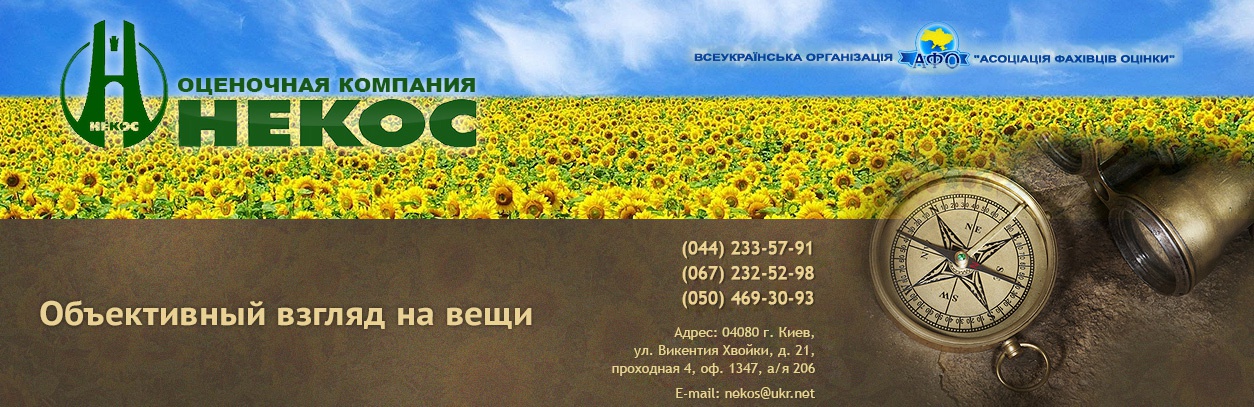 ОЦЕНОЧНАЯ КОМПАНИЯ
НЕКОС
НЕКОС
ВСЕУКРАЇНСЬКА ОРГАНІЗАЦІЯ АФО "АСОЦІАЦІЯ ФАХІВЦІВ ОЦІНКИ"
Объективный взгляд на вещи
(044) 233-57-91
(067) 232-52-98
(050) 469-30-93
Адрес: 04080 г. Киев,
ул. Викентия Хвойки, д. 21,
проходная 4, оф. 1347, а/я 206
E-mail: nekos@ukr.net
N
NE
SW